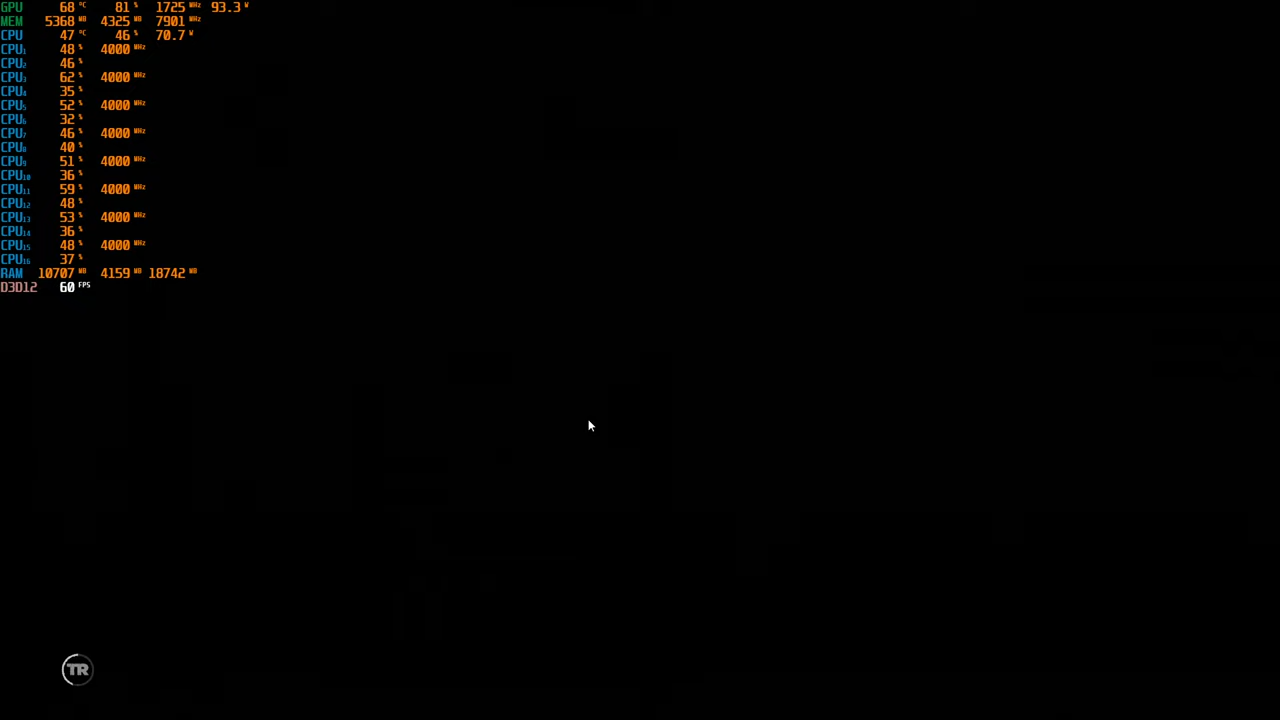 GPU 68 °C 81 % 1725 MHz 93.3 W
MEM 5368 MB 4325 MB 7901 MHz
CPU 47 °C 46 % 70.7 W
CPU1 48 % 4000 MHz
CPU2 46 %
CPU3 62 % 4000 MHz
CPU4 35 %
CPU5 52 % 4000 MHz
CPU6 32 %
CPU7 46 % 4000 MHz
CPU8 40 %
CPU9 51 % 4000 MHz
CPU10 36 %
CPU11 59 % 4000 MHz
CPU12 48 %
CPU13 53 % 4000 MHz
CPU14 36 %
CPU15 48 % 4000 MHz
CPU16 37 %
RAM 10707 MB 4159 MB 18742 MB
D3D12 60 FPS
TR